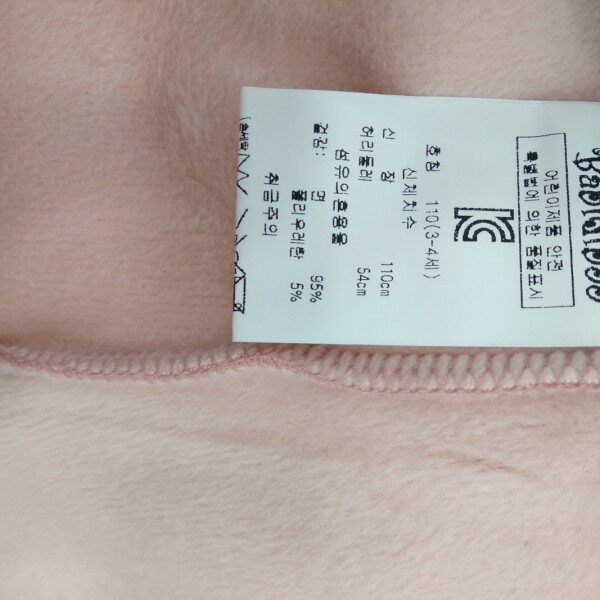 어린이제품 안전
특별법에 의한 품질표시
호칭 110(3-4세)
신체치수
신 장 110cm
허리둘레 54cm
섬유의 혼용율
겉감: 면 95%
폴리우레탄 5%
취급주의